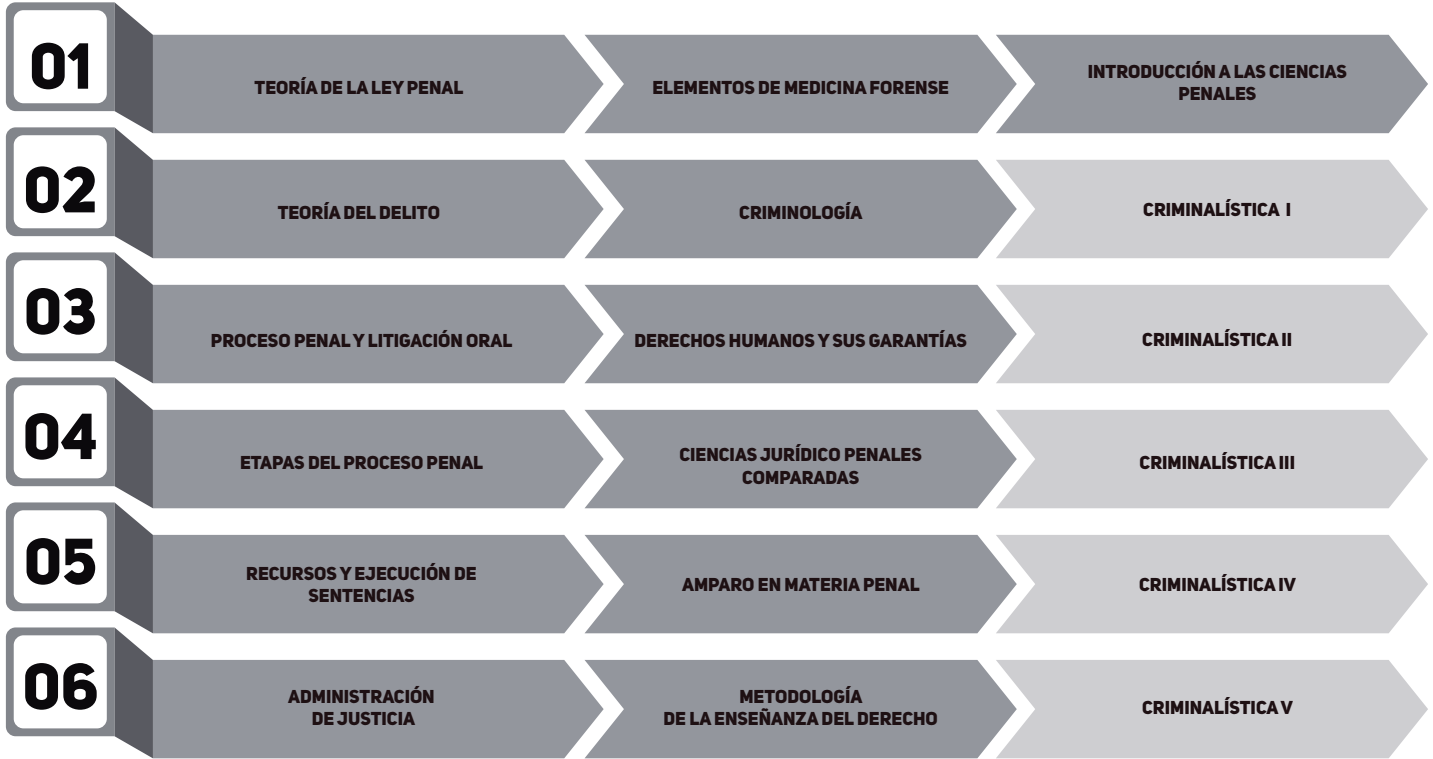 01
TEORÍA DE LA LEY PENAL
ELEMENTOS DE MEDICINA FORENSE
INTRODUCCIÓN A LAS CIENCIAS
PENALES
02
TEORÍA DEL DELITO
CRIMINOLOGÍA
CRIMINALÍSTICA I
03
PROCESO PENAL Y LITIGACIÓN ORAL
DERECHOS HUMANOS Y SUS GARANTÍAS
CRIMINALÍSTICA II
04
ETAPAS DEL PROCESO PENAL
CIENCIAS JURÍDICO PENALES
COMPARADAS
CRIMINALÍSTICA III
05
RECURSOS Y EJECUCIÓN DE
SENTENCIAS
AMPARO EN MATERIA PENAL
CRIMINALÍSTICA IV
06
ADMINISTRACIÓN
DE JUSTICIA
METODOLOGÍA
DE LA ENSEÑANZA DEL DERECHO
CRIMINALÍSTICA V